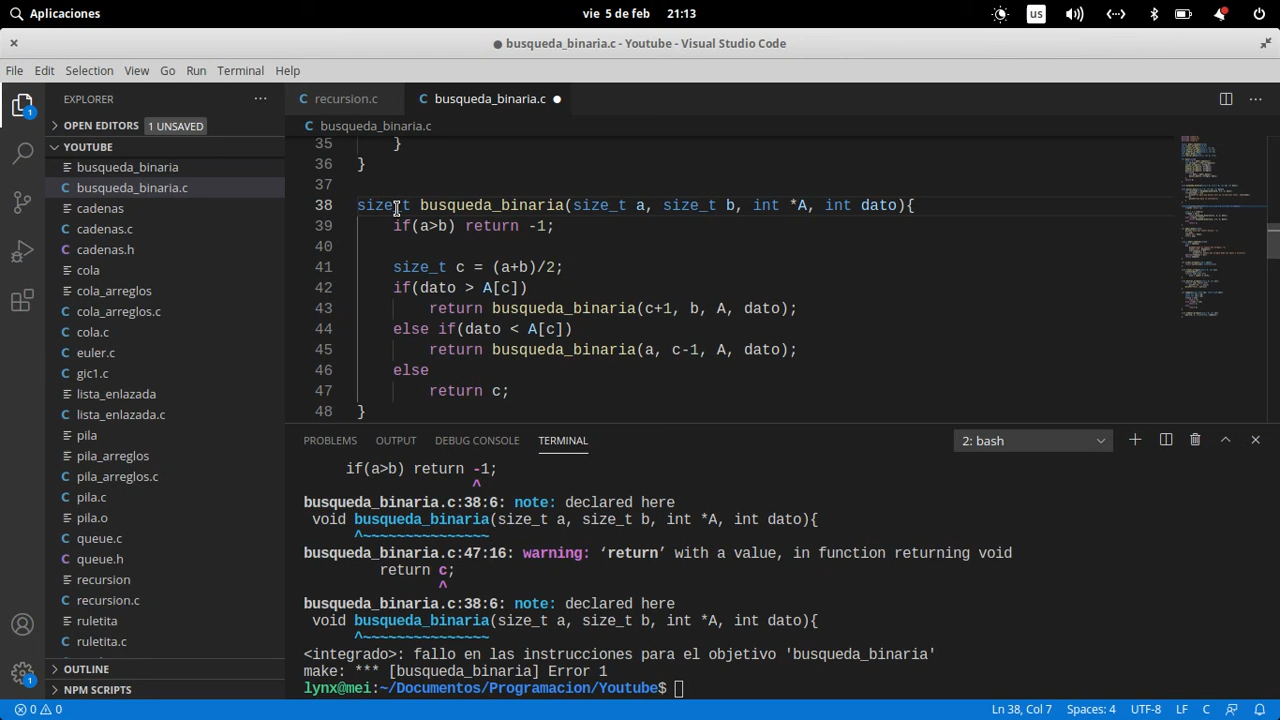 Aplicaciones vie 5 de feb 21:13 us
busqueda_binaria.c - Youtube - Visual Studio Code
File Edit Selection View Go Run Terminal Help
EXPLORER
OPEN EDITORS 1 UNSAVED
YOUTUBE
busqueda_binaria
busqueda_binaria.c
cadenas
cadenas.c
cadenas.h
cola
cola_arreglos
cola_arreglos.c
cola.c
euler.c
gic1.c
lista_enlazada
lista_enlazada.c
pila
pila_arreglos
pila_arreglos.c
pila.c
pila.o
queue.c
queue.h
recursion
recursion.c
ruletita
ruletita.c
OUTLINE
NPM SCRIPTS
1
1
recursion.c busqueda_binaria.c
busqueda_binaria.c
35 }
36 }
37
38 size_t busqueda_binaria(size_t a, size_t b, int *A, int dato){
39 if(a>b) return -1;
40
41 size_t c = (a+b)/2;
42 if(dato > A[c])
43 return busqueda_binaria(c+1, b, A, dato);
44 else if(dato < A[c])
45 return busqueda_binaria(a, c-1, A, dato);
46 else
47 return c;
48 }
PROBLEMS OUTPUT DEBUG CONSOLE TERMINAL 2: bash
if(a>b) return -1;
^
busqueda_binaria.c:38:6: note: declared here
void busqueda_binaria(size_t a, size_t b, int *A, int dato){
^~~~~~~~~~~~~~~~
busqueda_binaria.c:47:16: warning: ‘return’ with a value, in function returning void
return c;
^
busqueda_binaria.c:38:6: note: declared here
void busqueda_binaria(size_t a, size_t b, int *A, int dato){
^~~~~~~~~~~~~~~~
<integrado>: fallo en las instrucciones para el objetivo 'busqueda_binaria'
make: *** [busqueda_binaria] Error 1
lynx@mei:~/Documentos/Programacion/Youtube$
0 0 Ln 38, Col 7 Spaces: 4 UTF-8 LF C